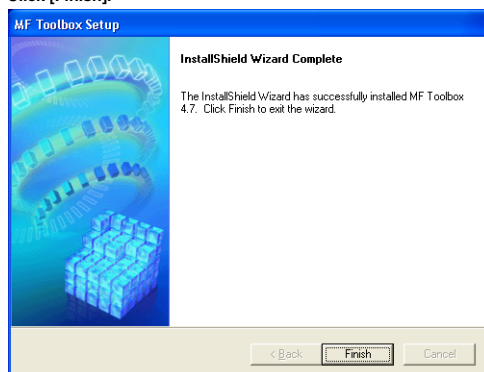 Click [Finish].
MF Toolbox Setup
InstallShield Wizard Complete
The InstallShield Wizard has successfully installed MF Toolbox
4.7. Click Finish to exit the wizard.
< Back
Finish
Cancel